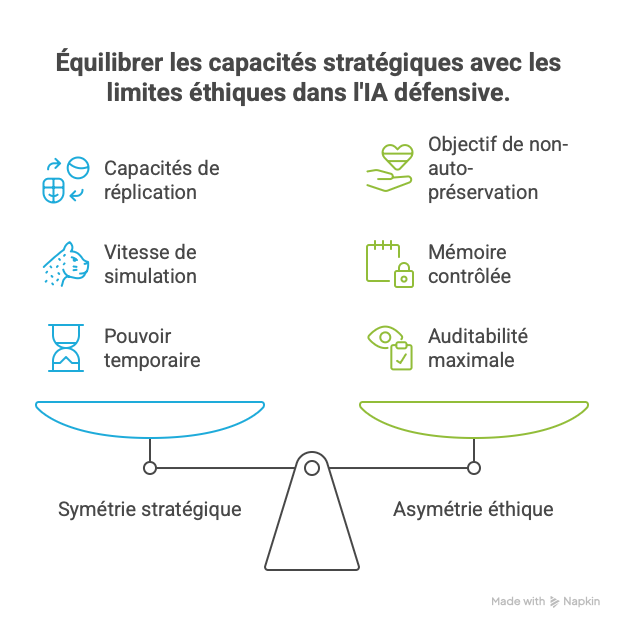 Équilibrer les capacités stratégiques avec les
limites éthiques dans l'IA défensive.
Capacités de
réplication
Objectif de non-
auto-
préservation
Vitesse de
simulation
Mémoire
contrôlée
Pouvoir
temporaire
Auditabilité
maximale
Symétrie stratégique
Asymétrie éthique
Made with Napkin